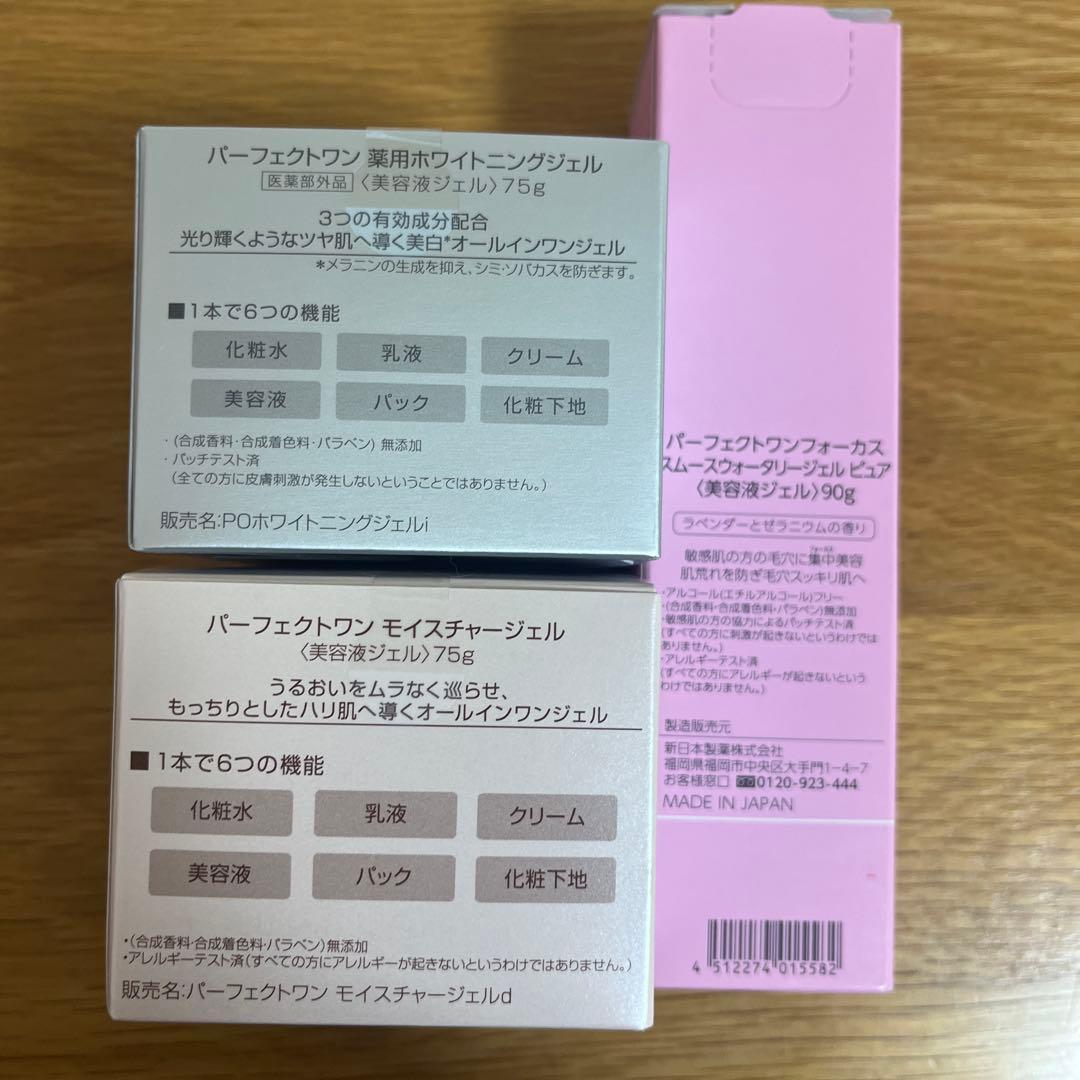 パーフェクトワン 薬用ホワイトニングジェル
医薬部外品 〈美容液ジェル〉75g
3つの有効成分配合
光り輝くようなツヤ肌へ導く美白*オールインワンジェル
*メラニンの生成を抑え、シミ・ソバカスを防ぎます。
■1本で6つの機能
化粧水 乳液 クリーム
美容液 パック 化粧下地
・(合成香料・合成着色料・パラベン) 無添加
・パッチテスト済
(全ての方に皮膚刺激が発生しないということではありません。)
販売名:POホワイトニングジェルi
パーフェクトワン モイスチャージェル
〈美容液ジェル〉75g
うるおいをムラなく巡らせ、
もっちりとしたハリ肌へ導くオールインワンジェル
■1本で6つの機能
化粧水 乳液 クリーム
美容液 パック 化粧下地
・(合成香料・合成着色料・パラベン)無添加
・アレルギーテスト済(すべての方にアレルギーが起きないというわけではありません。)
販売名:パーフェクトワン モイスチャージェルd
パーフェクトワンフォーカス
スムースウォータリージェル ピュア
〈美容液ジェル〉90g
ラベンダーとゼラニウムの香り
敏感肌の方の毛穴に集中美容
肌荒れを防ぎ毛穴スッキリ肌へ
・アルコール(エチルアルコール)フリー
・(合成香料・合成着色料・パラベン)無添加
・敏感肌の方の協力によるパッチテスト済
(すべての方に刺激が起きないというわけでは
ありません。)
・アレルギーテスト済
(すべての方にアレルギーが起きないという
わけではありません。)
製造販売元
新日本製薬株式会社
福岡県福岡市中央区大手門1-4-7
お客様窓口 0120-923-444
MADE IN JAPAN
4 512274 015582